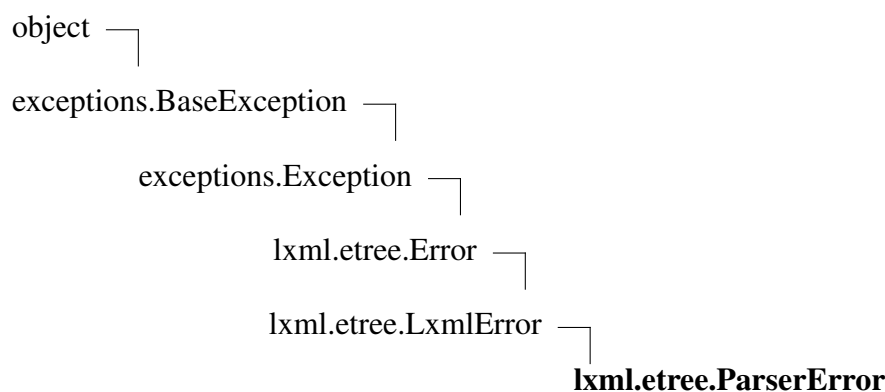 object
exceptions.BaseException
exceptions.Exception
lxml.etree.Error
lxml.etree.LxmlError
lxml.etree.ParserError